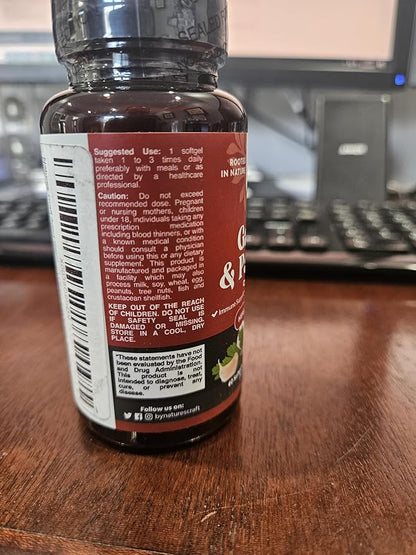 SEALED
Suggested Use: 1 softgel
taken 1 to 3 times daily
preferably with meals or as
directed by a healthcare
professional.
Caution: Do not exceed
recommended dose. Pregnant
or nursing mothers, children
under 18, individuals taking any
prescription medication
including blood thinners, or with
a known medical condition
should consult a physician
before using this or any dietary
supplement. This product is
manufactured and packaged in
a facility which may also
process milk, soy, wheat, egg,
peanuts, tree nuts, fish and
crustacean shellfish.
KEEP OUT OF THE REACH
OF CHILDREN. DO NOT USE
IF SAFETY SEAL IS
DAMAGED OR MISSING.
STORE IN A COOL, DRY
PLACE.
*These statements have not
been evaluated by the Food
and Drug Administration.
This product is not
intended to diagnose, treat,
cure, or prevent any
disease.
Follow us on:
bynaturescraft
ROOTED
IN NATURE
G
& P
✓ Immune